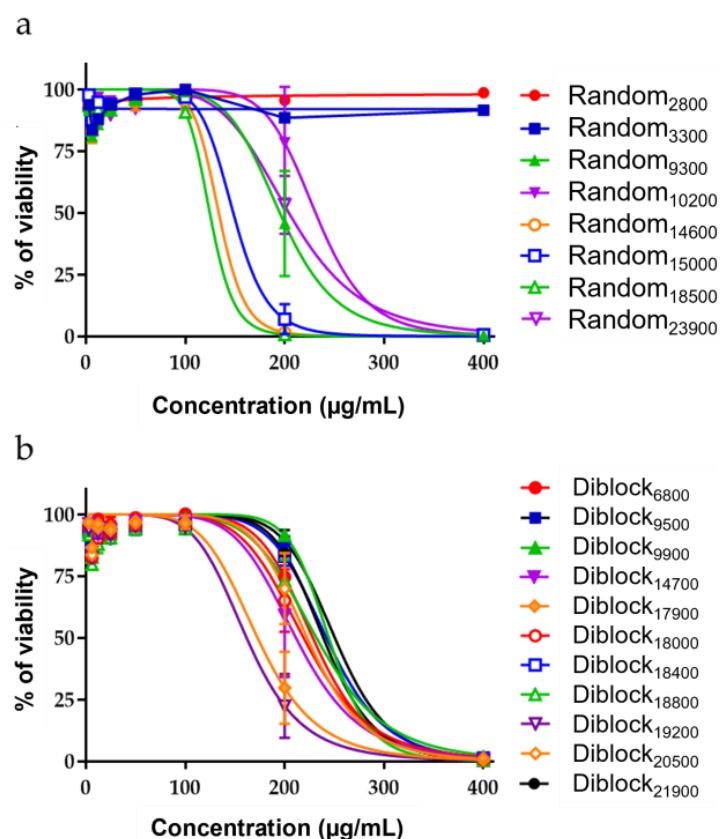 a
% of viability
100
75
50
25
0
0 100 200 300 400
Concentration (µg/mL)
Random2800
Random3300
Random9300
Random10200
Random14600
Random15000
Random18500
Random23900
b
% of viability
100
75
50
25
0
0 100 200 300 400
Concentration (µg/mL)
Diblock6800
Diblock9500
Diblock9900
Diblock14700
Diblock17900
Diblock18000
Diblock18400
Diblock18800
Diblock19200
Diblock20500
Diblock21900